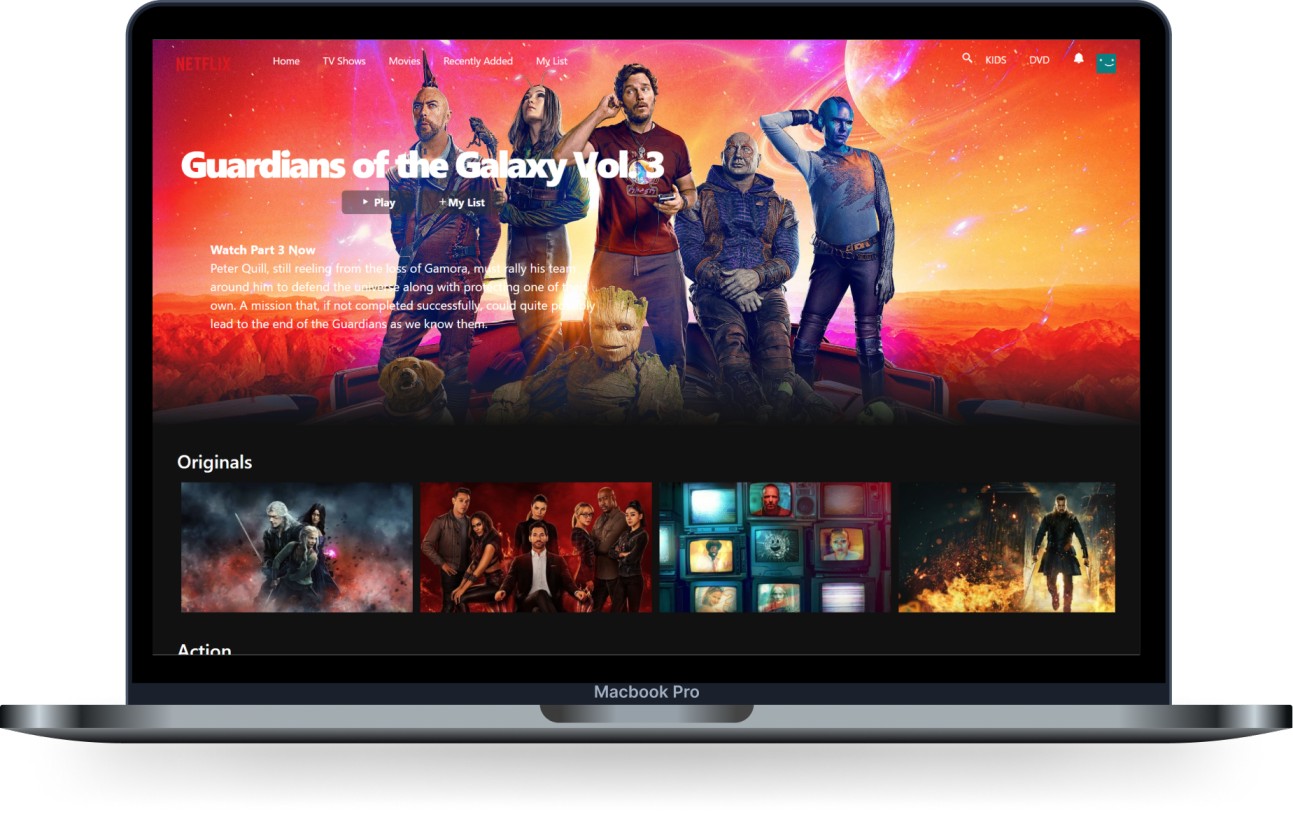 NETFLIX Home TV Shows Movies Recently Added My List KIDS DVD
Guardians of the Galaxy Vol. 3
Play +My List
Watch Part 3 Now
Peter Quill, still reeling from the loss of Gamora, must rally his team
around him to defend the universe along with protecting one of their
own. A mission that, if not completed successfully, could quite possibly
lead to the end of the Guardians as we know them.
Originals
Action
Macbook Pro